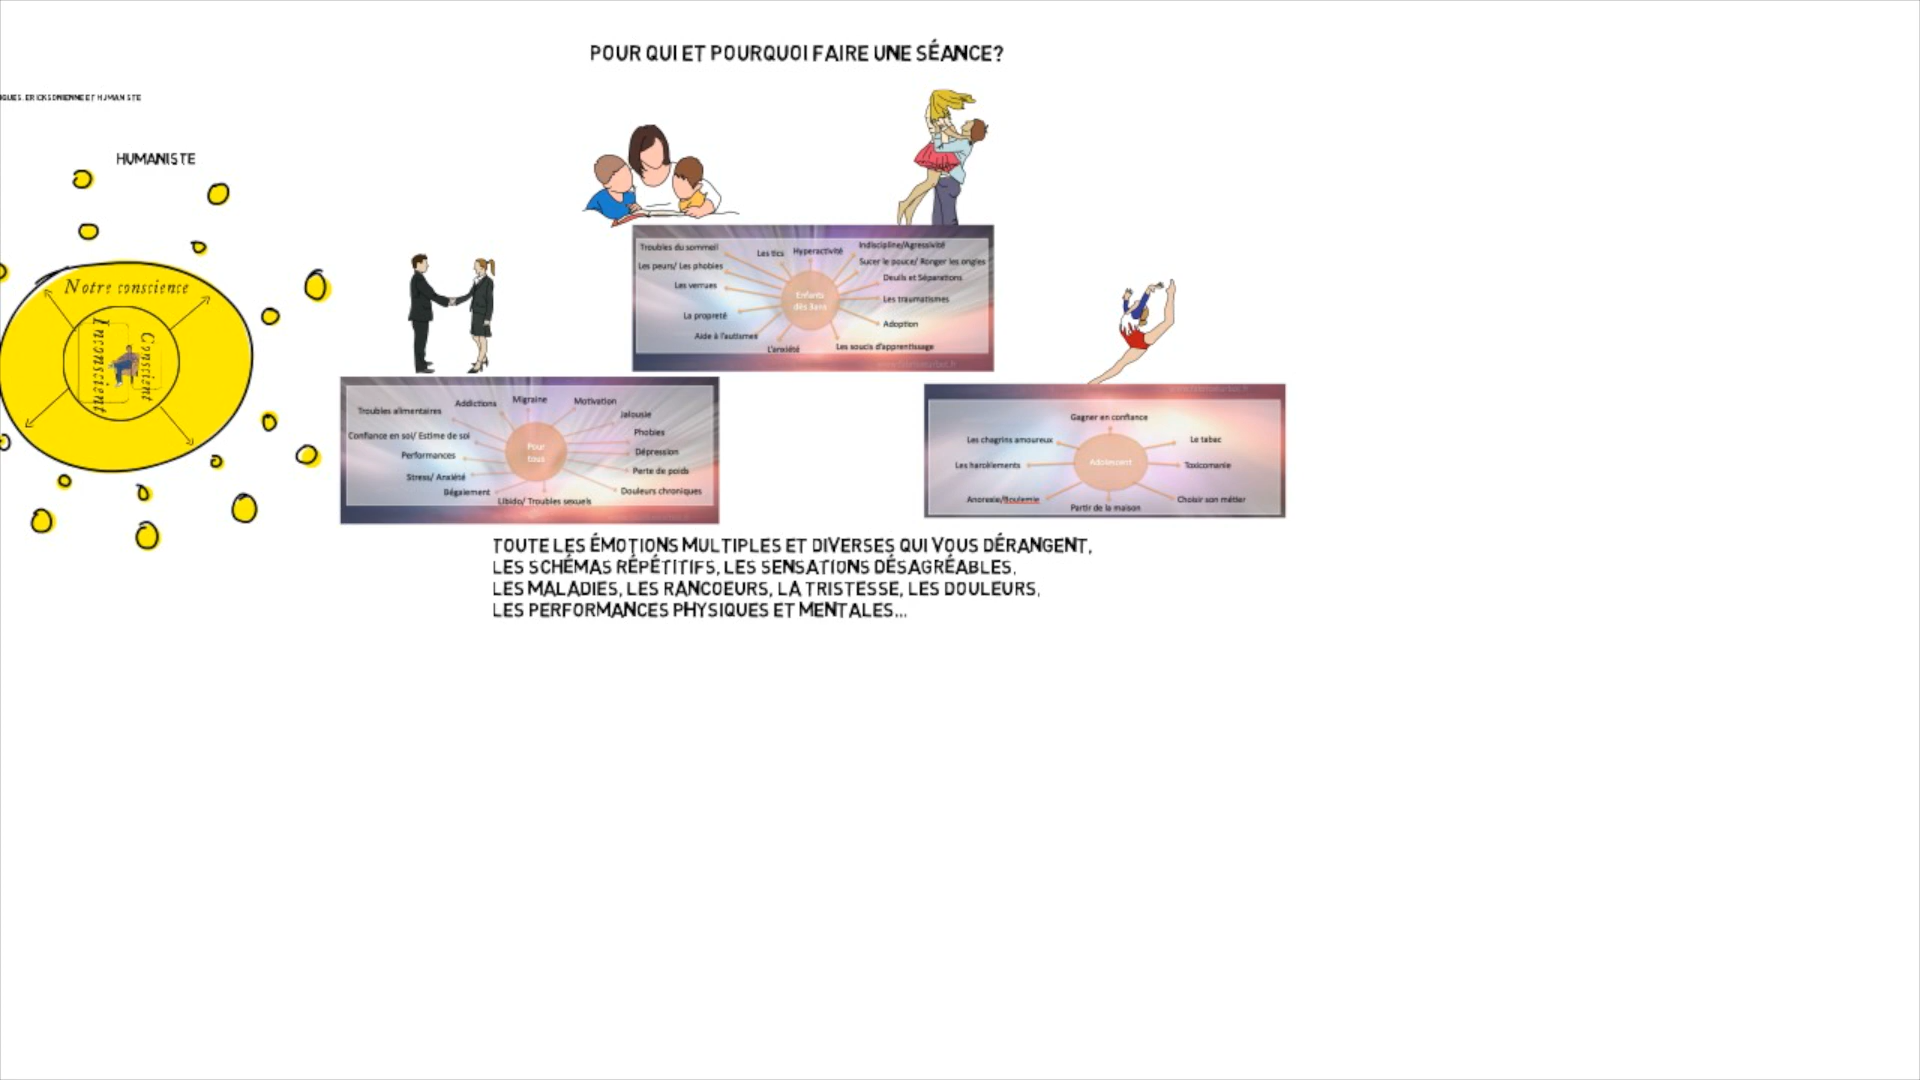 POUR QUI ET POURQUOI FAIRE UNE SÉANCE?
ERICKSONIENNE ET HUMANISTE
HUMANISTE
Notre conscience
Inconscient
Conscient
Troubles du sommeil
Les tics
Hyperactivité
Indiscipline/Agressivité
Les peurs/ Les phobies
Sucer le pouce/ Ronger les ongles
Les verrues
Deuils et Séparations
Enfants
Les traumatismes
La propreté
Adoption
Aide à l'autisme
L'anxiété
Les soucis d'apprentissage
Troubles alimentaires
Addictions
Migraine
Motivation
Jalousie
Confiance en soi/ Estime de soi
Phobies
Pour
tous
Performances
Dépression
Stress/ Anxiété
Perte de poids
Bégaiement
Libido/ Troubles sexuels
Douleurs chroniques
Gagner en confiance
Les chagrins amoureux
Le tabac
Adolescent
Les harcèlements
Toxicomanie
Anorexie/Boulemie
Partir de la maison
Choisir son métier
TOUTE LES ÉMOTIONS MULTIPLES ET DIVERSES QUI VOUS DÉRANGENT,
LES SCHÉMAS RÉPÉTITIFS, LES SENSATIONS DÉSAGRÉABLES,
LES MALADIES, LES RANCOEURS, LA TRISTESSE, LES DOULEURS,
LES PERFORMANCES PHYSIQUES ET MENTALES...